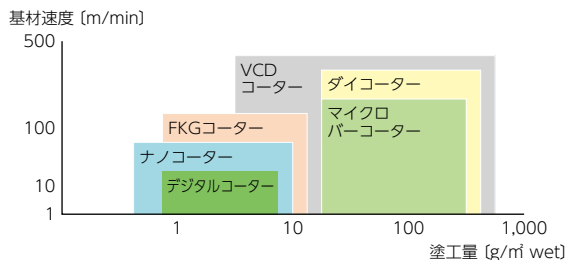 基材速度〔m/min〕
500
100
10
1
VCD
コーター
ダイコーター
マイクロ
バーコーター
FKGコーター
ナノコーター
デジタルコーター
1
10
100
1,000
塗工量〔g/㎡ wet〕